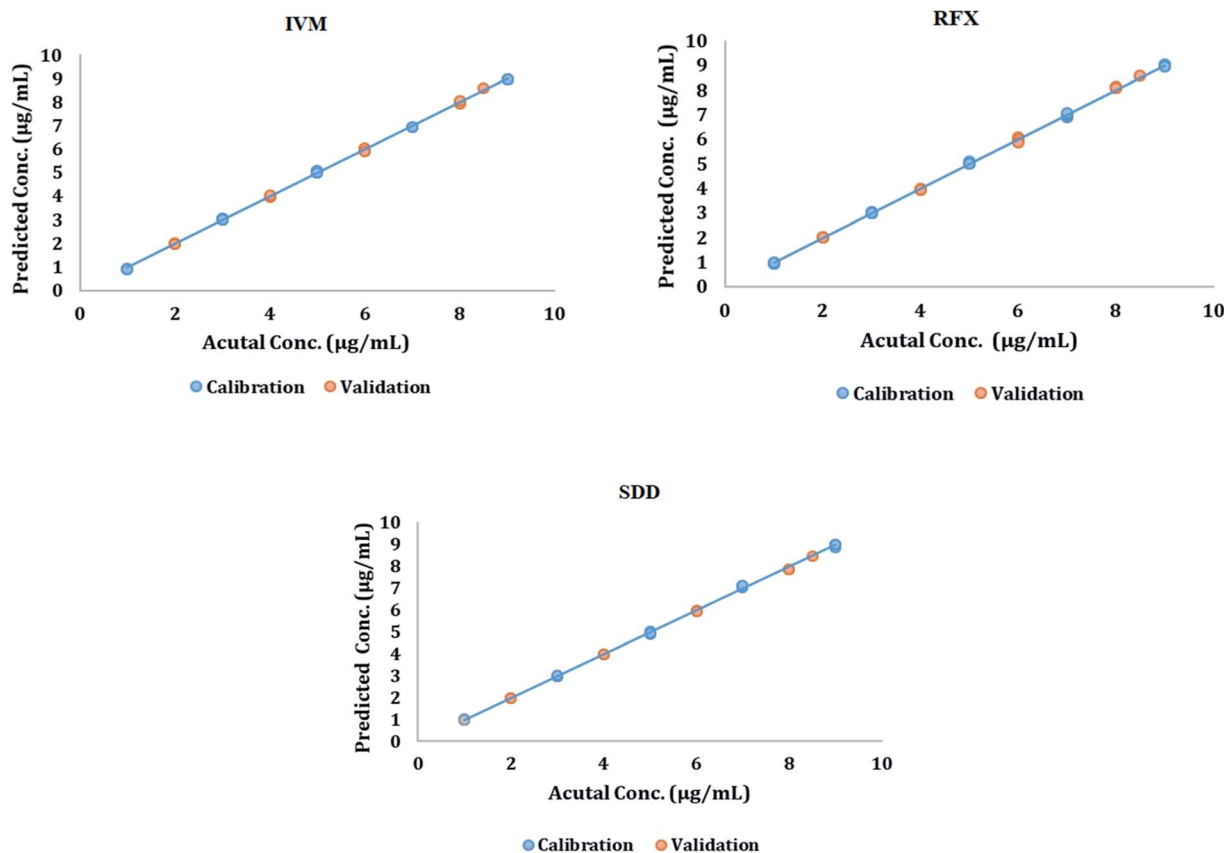 IVM
Predicted Conc. (µg/mL)
10
9
8
7
6
5
4
3
2
1
0
0 2 4 6 8 10
Acutal Conc. (µg/mL)
Calibration Validation
RFX
Predicted Conc. (µg/mL)
10
9
8
7
6
5
4
3
2
1
0
0 2 4 6 8 10
Acutal Conc. (µg/mL)
Calibration Validation
SDD
Predicted Conc. (µg/mL)
10
9
8
7
6
5
4
3
2
1
0
0 2 4 6 8 10
Acutal Conc. (µg/mL)
Calibration Validation